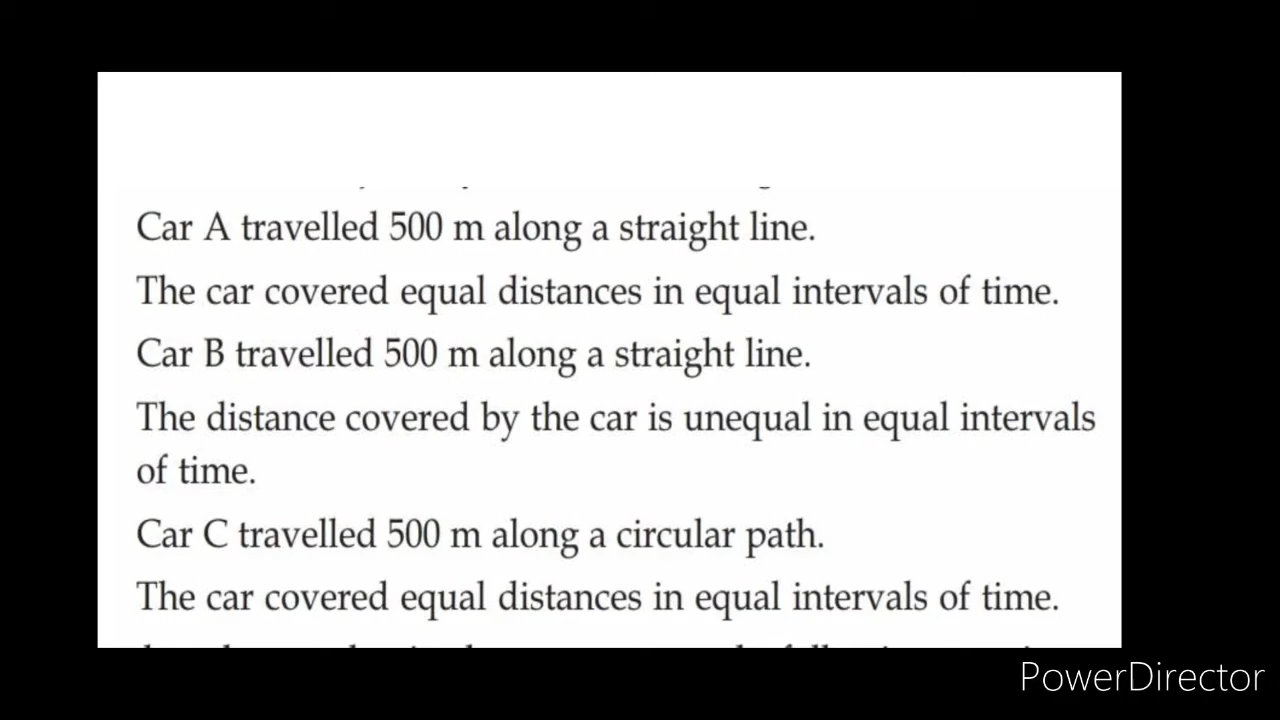 Car A travelled 500 m along a straight line.
The car covered equal distances in equal intervals of time.
Car B travelled 500 m along a straight line.
The distance covered by the car is unequal in equal intervals
of time.
Car C travelled 500 m along a circular path.
The car covered equal distances in equal intervals of time.
PowerDirector